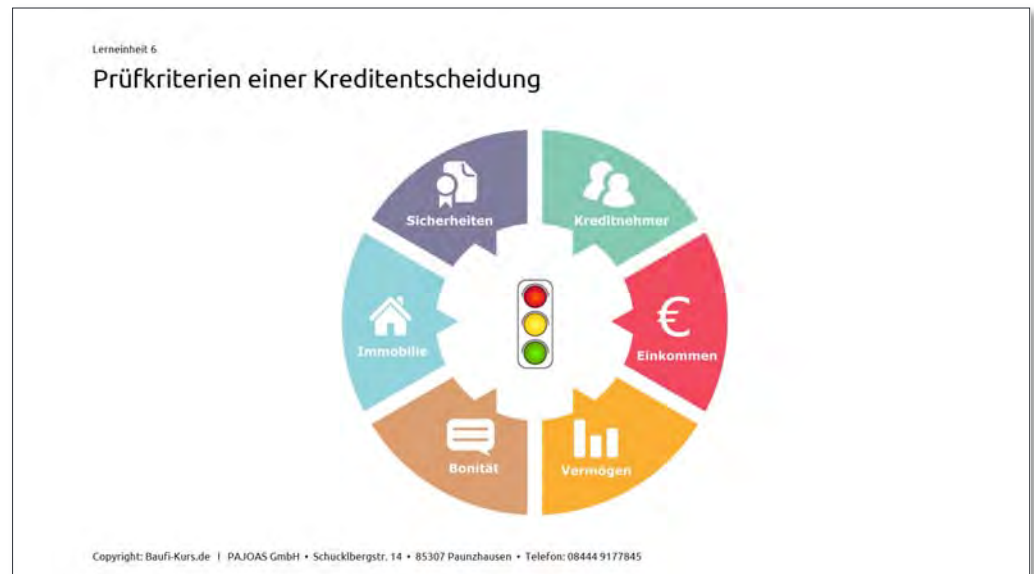 Lerneinheit 6
Prüfkriterien einer Kreditentscheidung
Sicherheiten
Kreditnehmer
Immobilie
€
Einkommen
Bonität
Vermögen
Copyright: Baufi-Kurs.de | PAJOAS GmbH • Schucklbergstr. 14 • 85307 Paunzhausen • Telefon: 08444 9177845